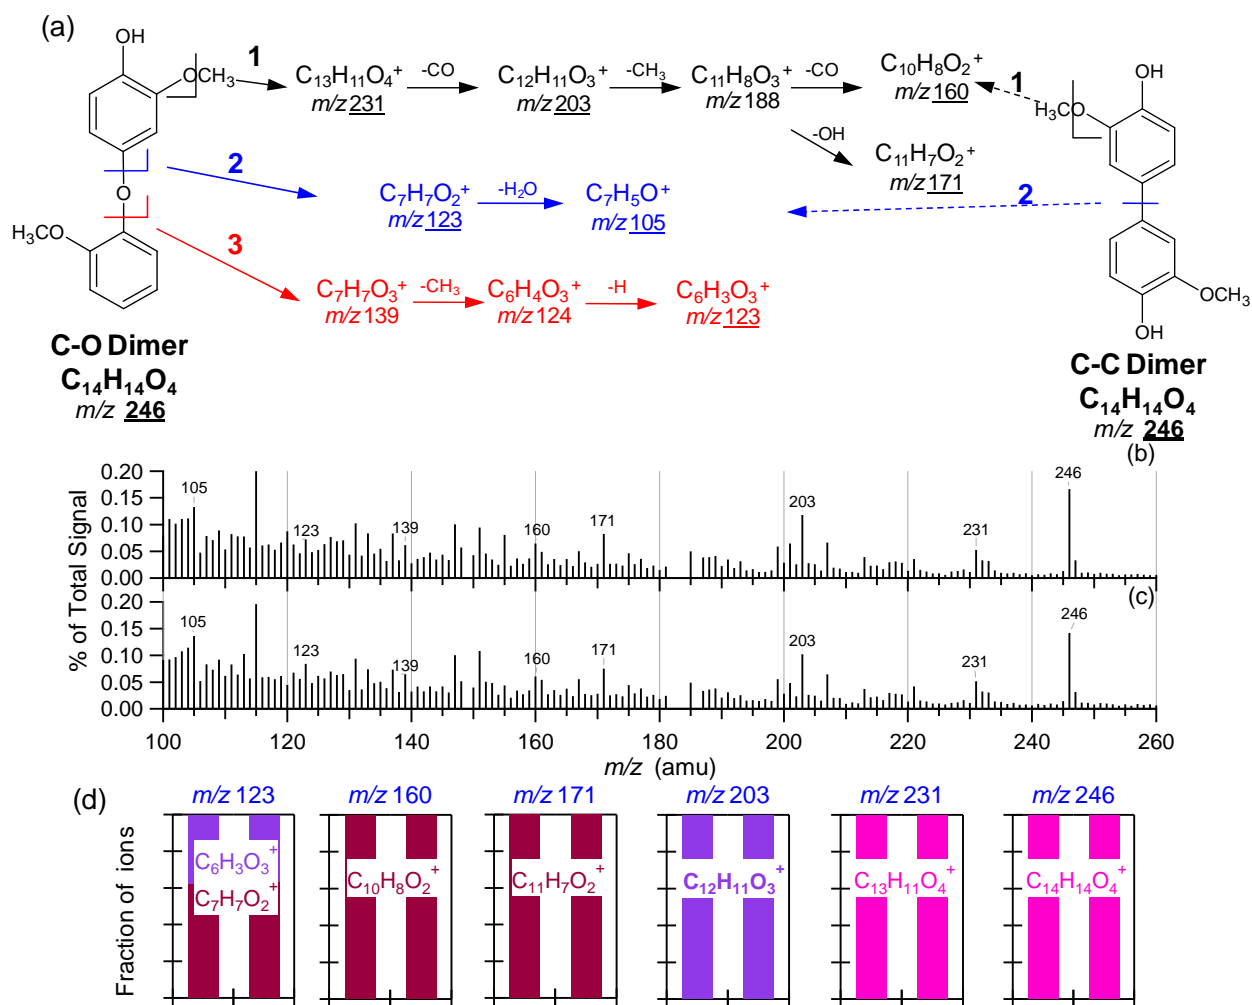 (a)
OH
OCH₃
1
C₁₃H₁₁O₄⁺
m/z 231
-CO
C₁₂H₁₁O₃⁺
m/z 203
-CH₃
C₁₁H₈O₃⁺
m/z 188
-CO
C₁₀H₈O₂⁺
m/z 160
1
OH
H₃CO
-OH
C₁₁H₇O₂⁺
m/z 171
2
C₇H₇O₂⁺
m/z 123
-H₂O
C₇H₅O⁺
m/z 105
2
O
H₃CO
3
C₇H₇O₃⁺
m/z 139
-CH₃
C₆H₄O₃⁺
m/z 124
-H
C₆H₃O₃⁺
m/z 123
OCH₃
OH
C-O Dimer
C₁₄H₁₄O₄
m/z 246
C-C Dimer
C₁₄H₁₄O₄
m/z 246
(b)
0.20
0.15
0.10
0.05
0.00
105
123
139
160
171
203
231
246
% of Total Signal
(c)
0.20
0.15
0.10
0.05
0.00
105
123
139
160
171
203
231
246
100 120 140 160 180 200 220 240 260
m/z (amu)
(d)
m/z 123
m/z 160
m/z 171
m/z 203
m/z 231
m/z 246
Fraction of ions
C₆H₃O₃⁺
C₇H₇O₂⁺
C₁₀H₈O₂⁺
C₁₁H₇O₂⁺
C₁₂H₁₁O₃⁺
C₁₃H₁₁O₄⁺
C₁₄H₁₄O₄⁺